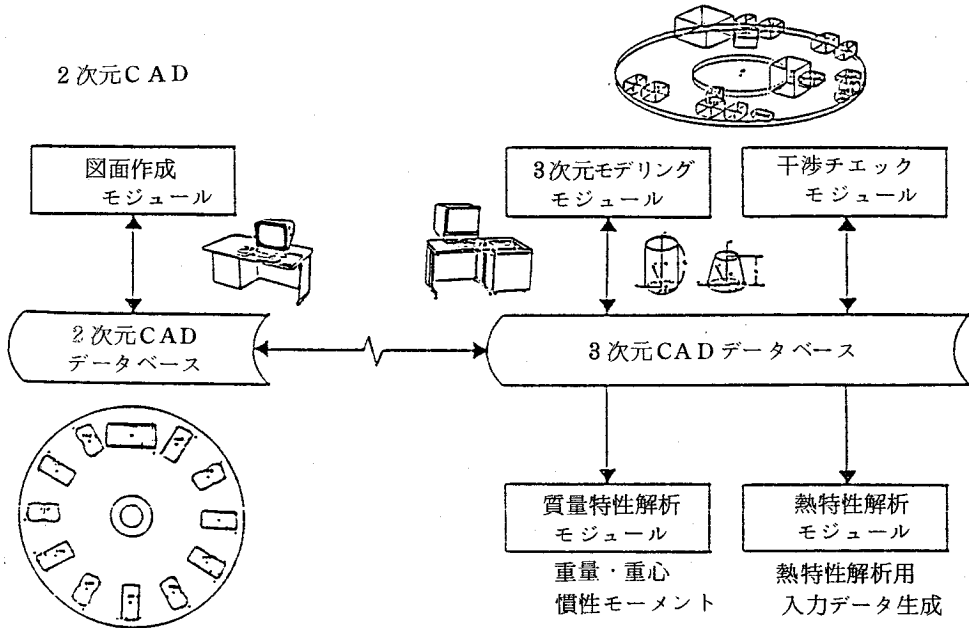 2次元CAD
図面作成
モジュール
3次元モデリング
モジュール
干渉チェック
モジュール
2次元CAD
データベース
3次元CADデータベース
質量特性解析
モジュール
重量・重心
慣性モーメント
熱特性解析
モジュール
熱特性解析用
入力データ生成